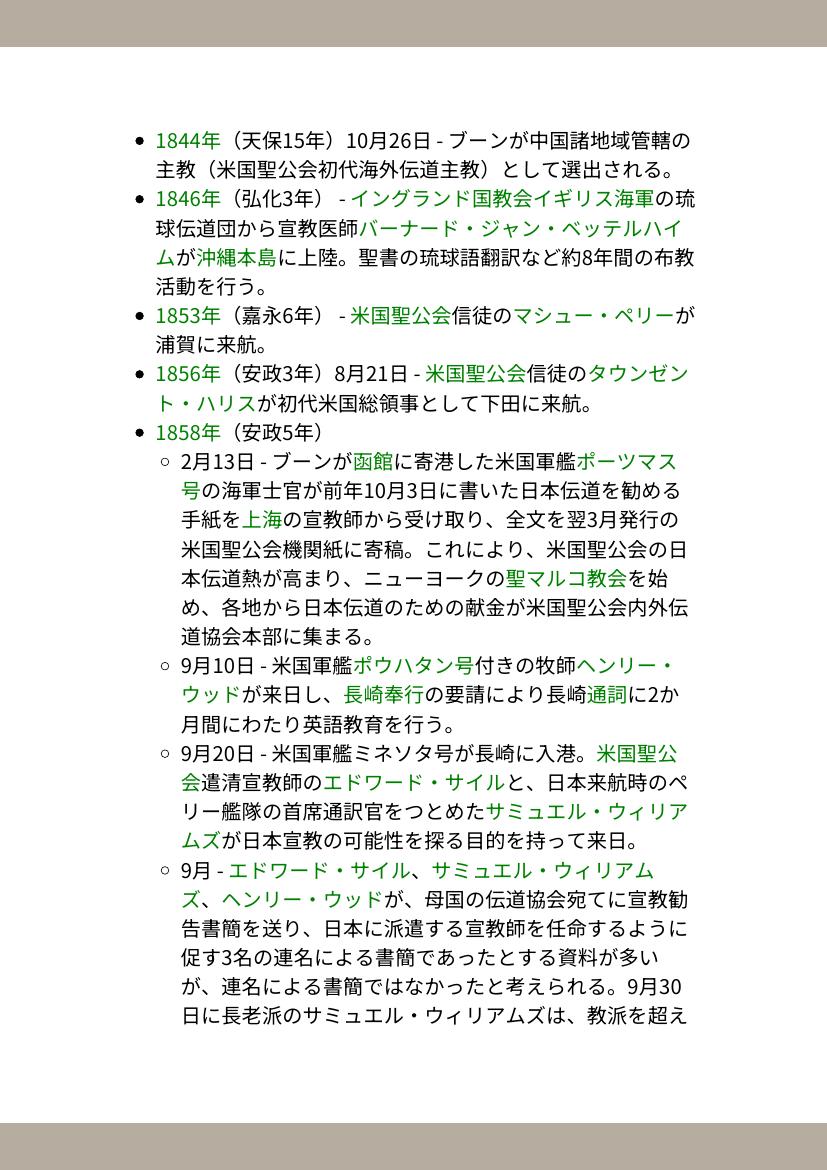 • 1844年（天保15年）10月26日 - ブーンが中国諸地域管轄の
主教（米国聖公会初代海外伝道主教）として選出される。
• 1846年（弘化3年） - イングランド国教会イギリス海軍の琉
球伝道団から宣教医師バーナード・ジャン・ベッテルハイ
ムが沖縄本島に上陸。聖書の琉球語翻訳など約8年間の布教
活動を行う。
• 1853年（嘉永6年） - 米国聖公会信徒のマシュー・ペリーが
浦賀に来航。
• 1856年（安政3年）8月21日 - 米国聖公会信徒のタウンゼン
ト・ハリスが初代米国総領事として下田に来航。
• 1858年（安政5年）
◦ 2月13日 - ブーンが函館に寄港した米国軍艦ポーツマス
号の海軍士官が前年10月3日に書いた日本伝道を勧める
手紙を上海の宣教師から受け取り、全文を翌3月発行の
米国聖公会機関紙に寄稿。これにより、米国聖公会の日
本伝道熱が高まり、ニューヨークの聖マルコ教会を始
め、各地から日本伝道のための献金が米国聖公会内外伝
道協会本部に集まる。
◦ 9月10日 - 米国軍艦ポウハタン号付きの牧師ヘンリー・
ウッドが来日し、長崎奉行の要請により長崎通詞に2か
月間にわたり英語教育を行う。
◦ 9月20日 - 米国軍艦ミネソタ号が長崎に入港。米国聖公
会遣清宣教師のエドワード・サイルと、日本来航時のペ
リー艦隊の首席通訳官をつとめたサミュエル・ウィリア
ムズが日本宣教の可能性を探る目的を持って来日。
◦ 9月 - エドワード・サイル、サミュエル・ウィリアム
ズ、ヘンリー・ウッドが、母国の伝道協会宛てに宣教勧
告書簡を送り、日本に派遣する宣教師を任命するように
促す3名の連名による書簡であったとする資料が多い
が、連名による書簡ではなかったと考えられる。9月30
日に長老派のサミュエル・ウィリアムズは、教派を超え